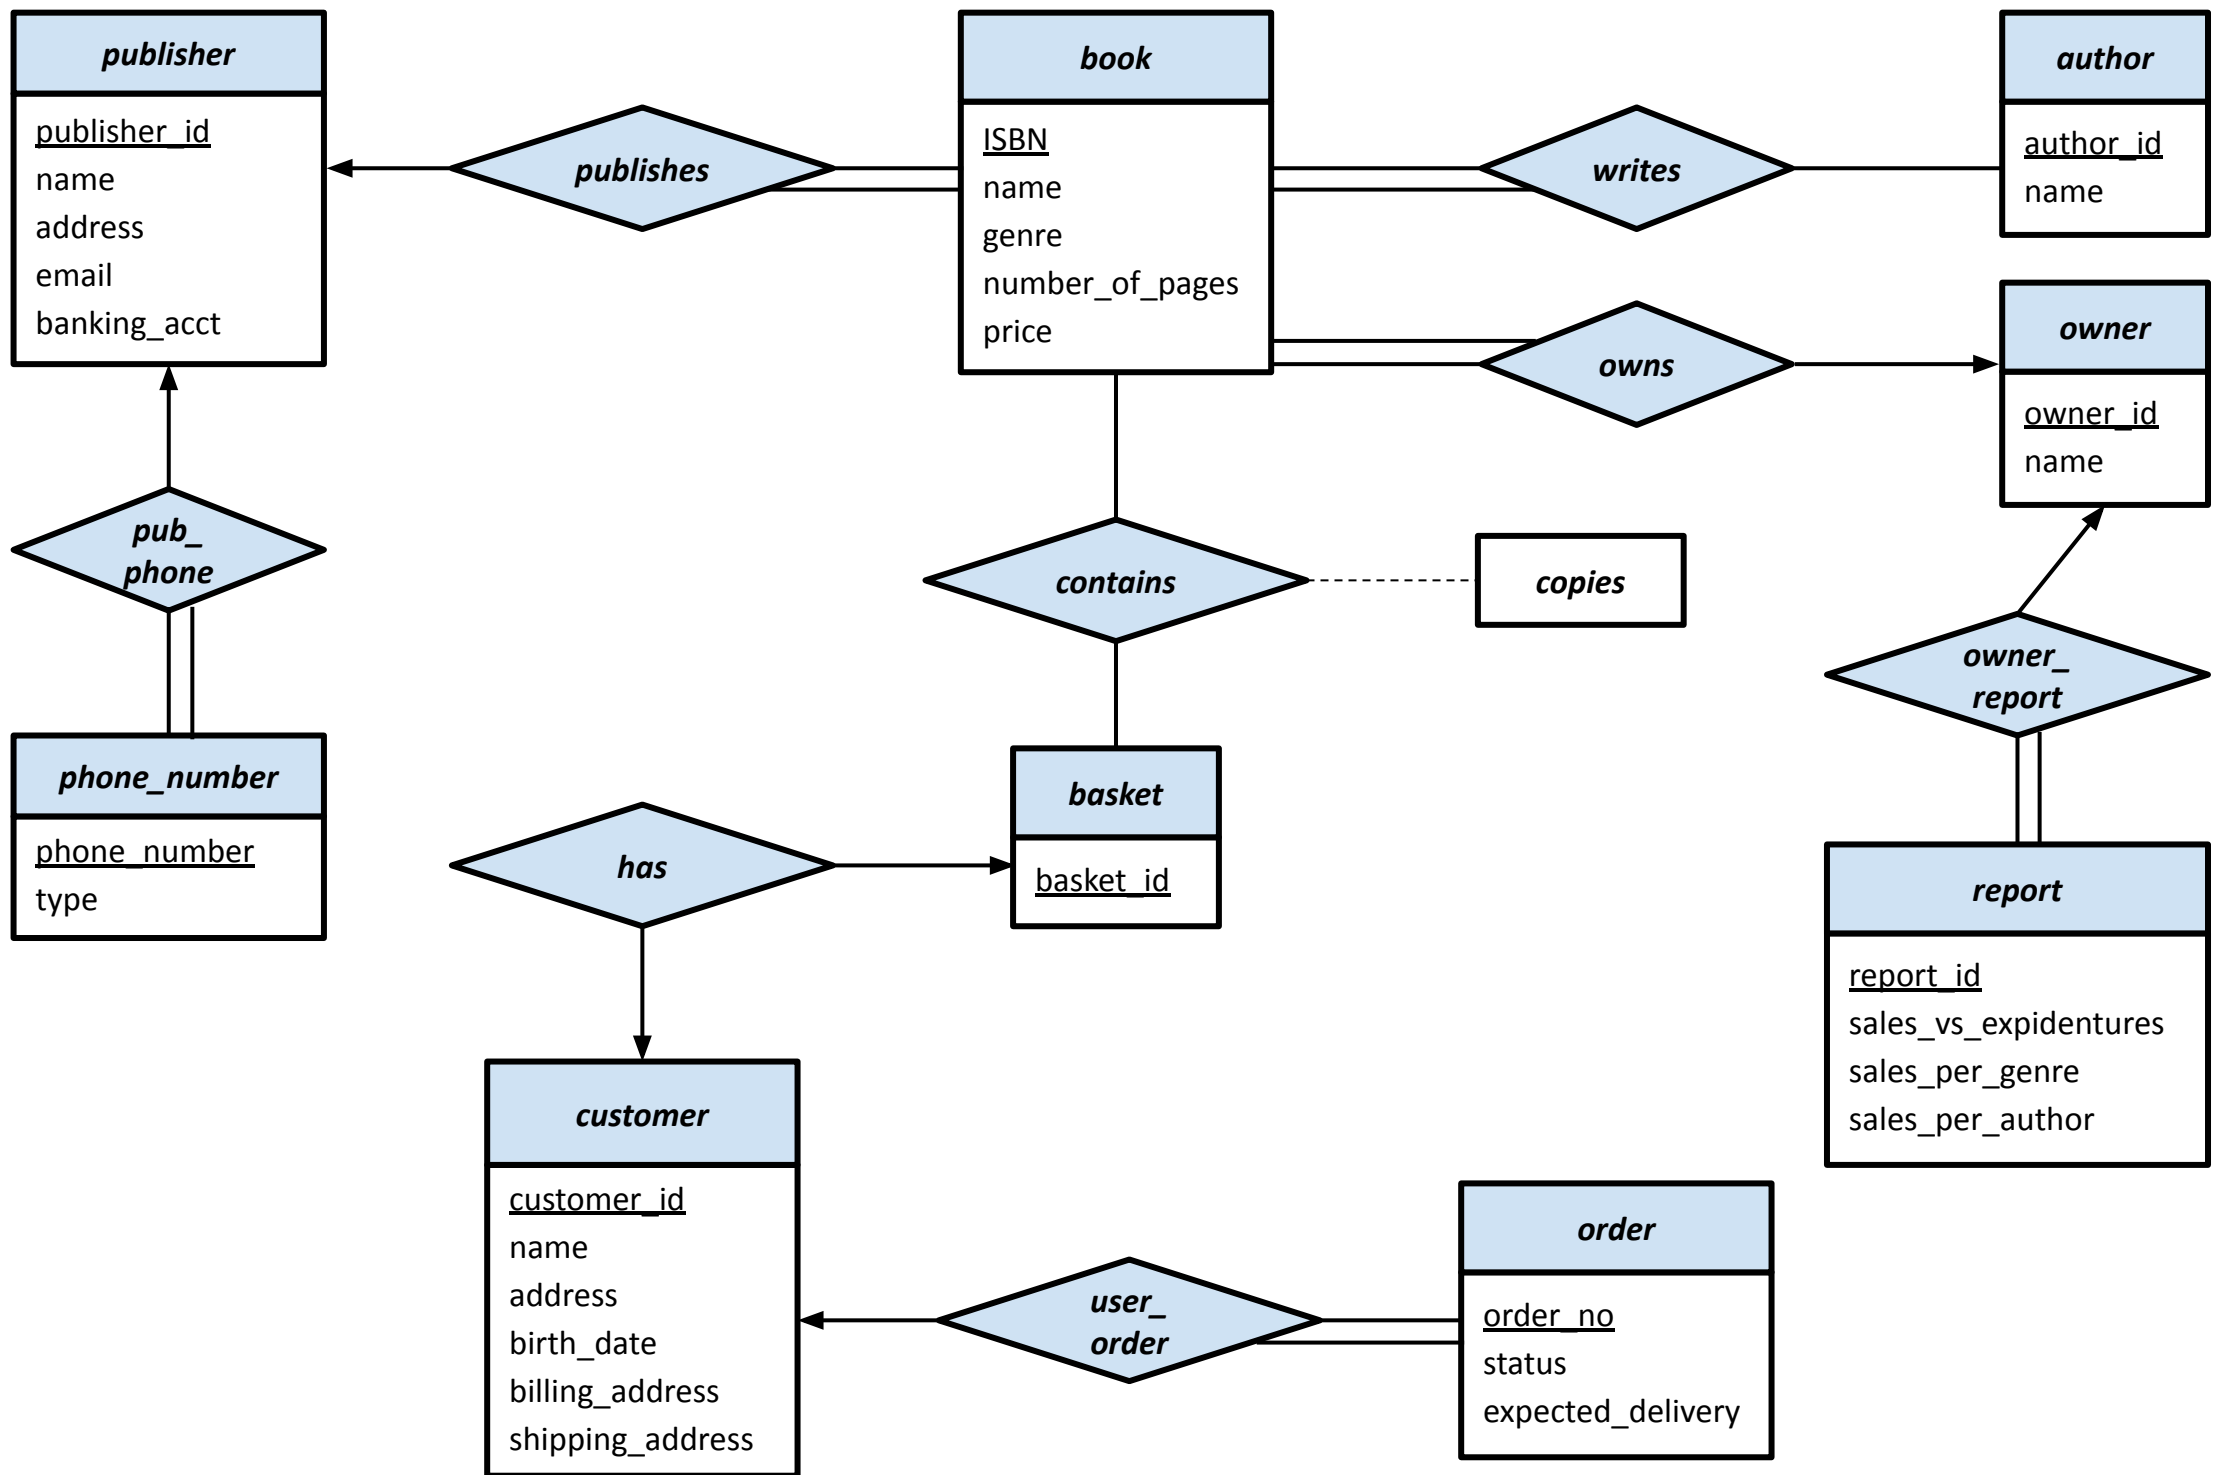 publisher
publisher_id
name
address
email
banking_acct
publishes
book
ISBN
name
genre
number_of_pages
price
writes
author
author_id
name
owns
owner
owner_id
name
pub_
phone
contains
copies
owner_
report
phone_number
phone_number
type
has
basket
basket_id
report
report_id
sales_vs_expidentures
sales_per_genre
sales_per_author
customer
customer_id
name
address
birth_date
billing_address
shipping_address
user_
order
order
order_no
status
expected_delivery